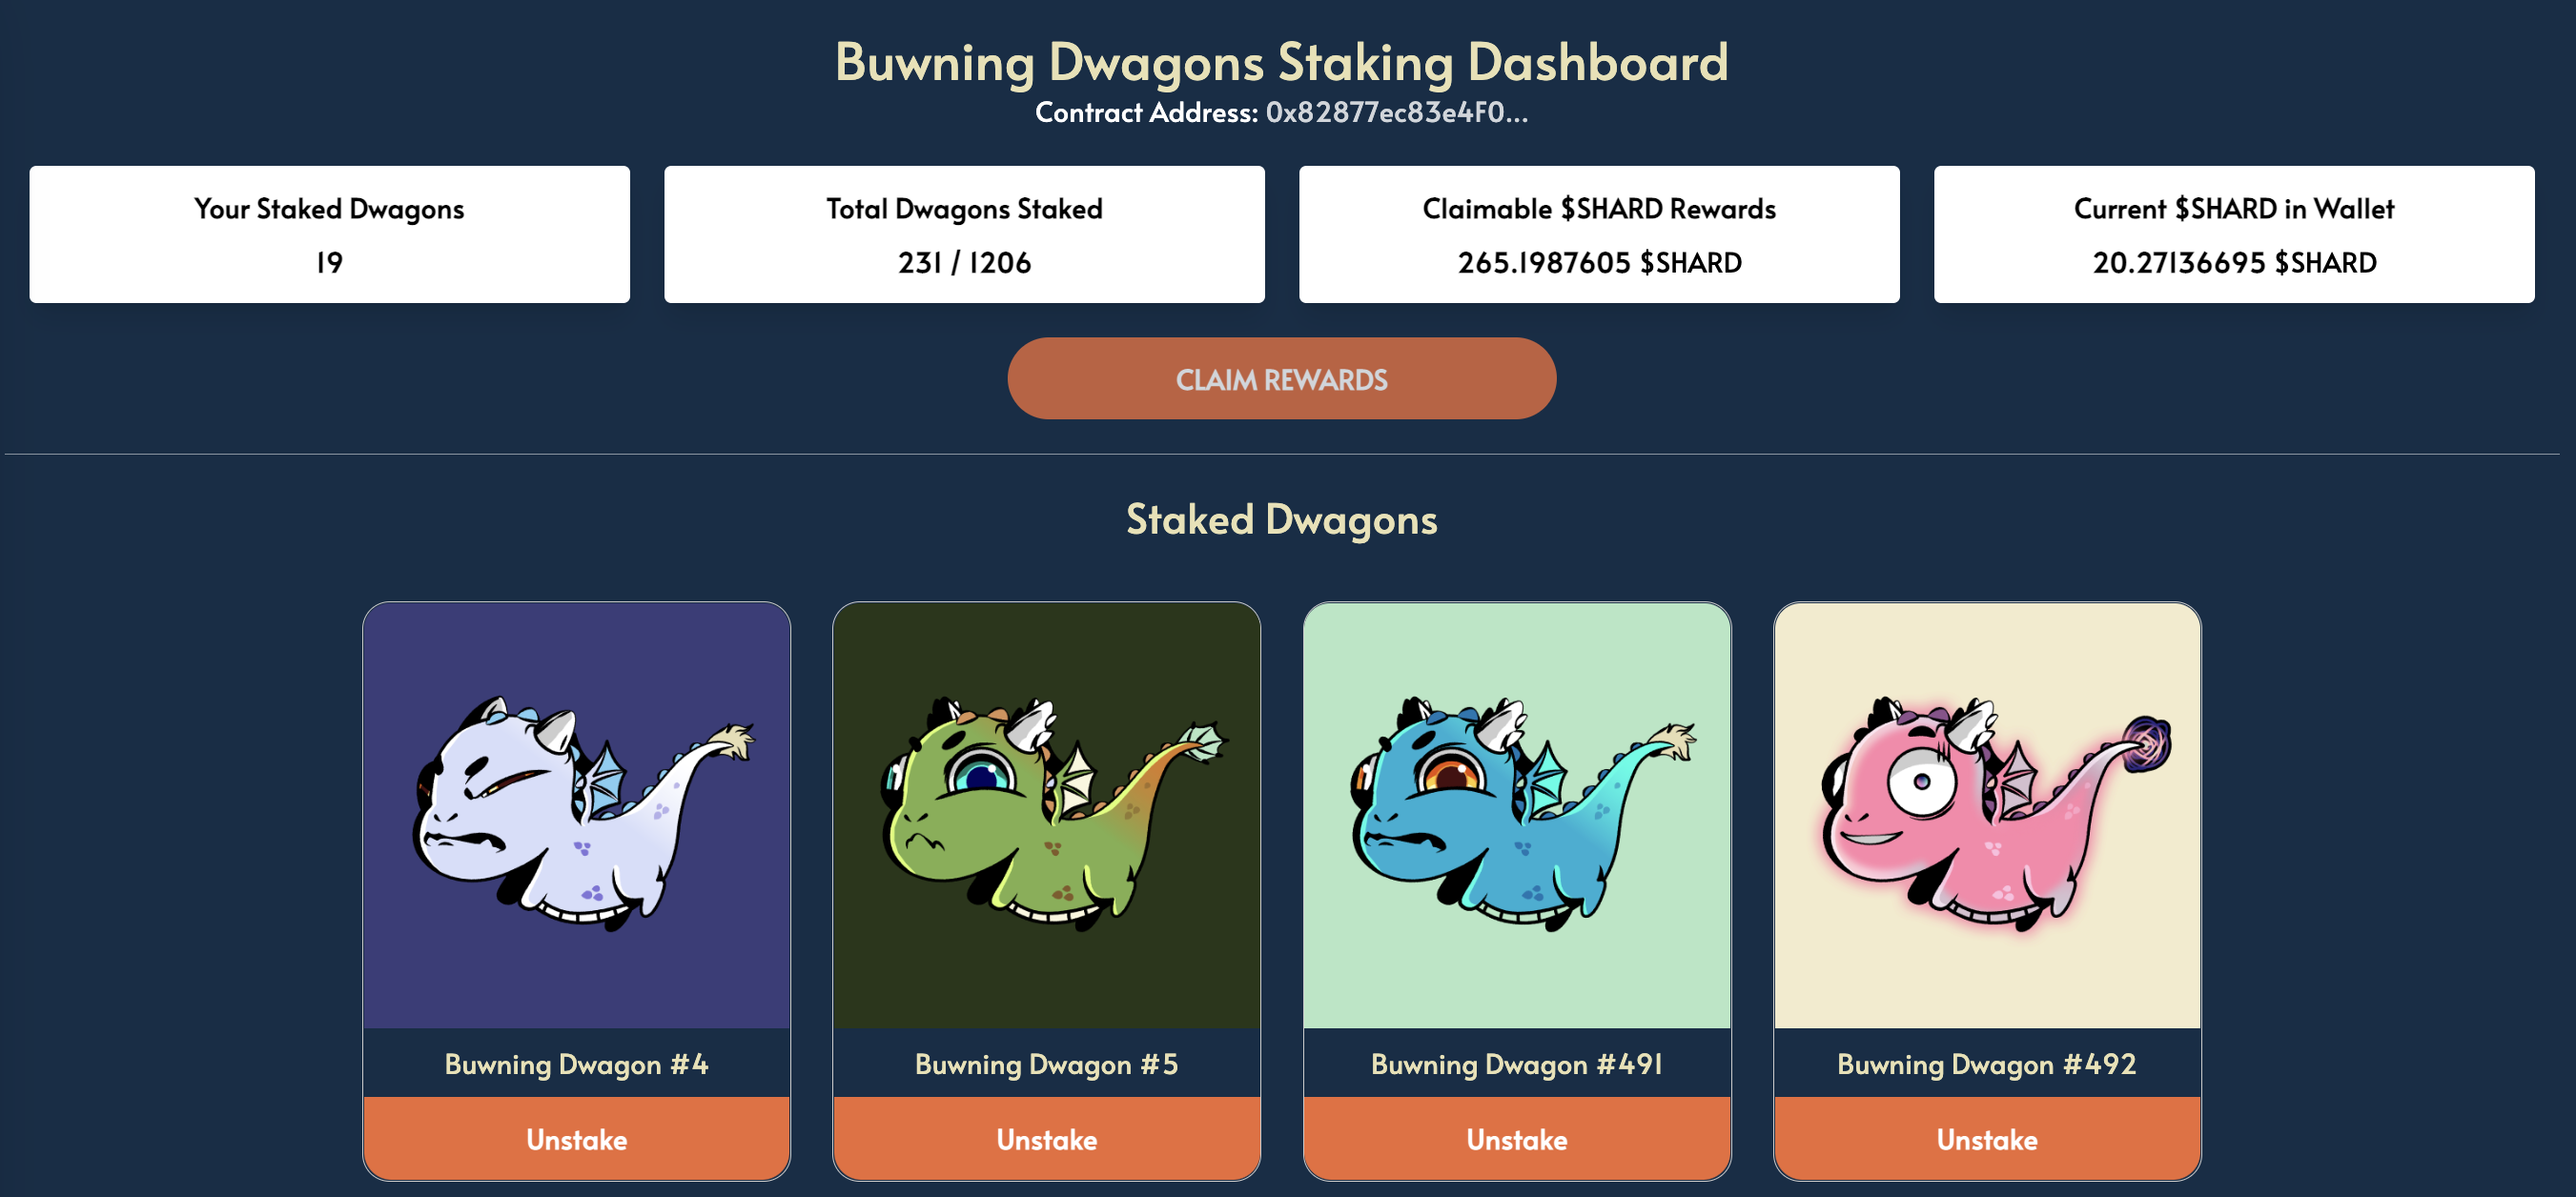 Buwning Dwagons Staking Dashboard
Contract Address: 0x82877ec83e4F0...
Your Staked Dwagons
19
Total Dwagons Staked
231 / 1206
Claimable $SHARD Rewards
265.1987605 $SHARD
Current $SHARD in Wallet
20.27136695 $SHARD
CLAIM REWARDS
Staked Dwagons
Buwning Dwagon #4
Unstake
Buwning Dwagon #5
Unstake
Buwning Dwagon #491
Unstake
Buwning Dwagon #492
Unstake